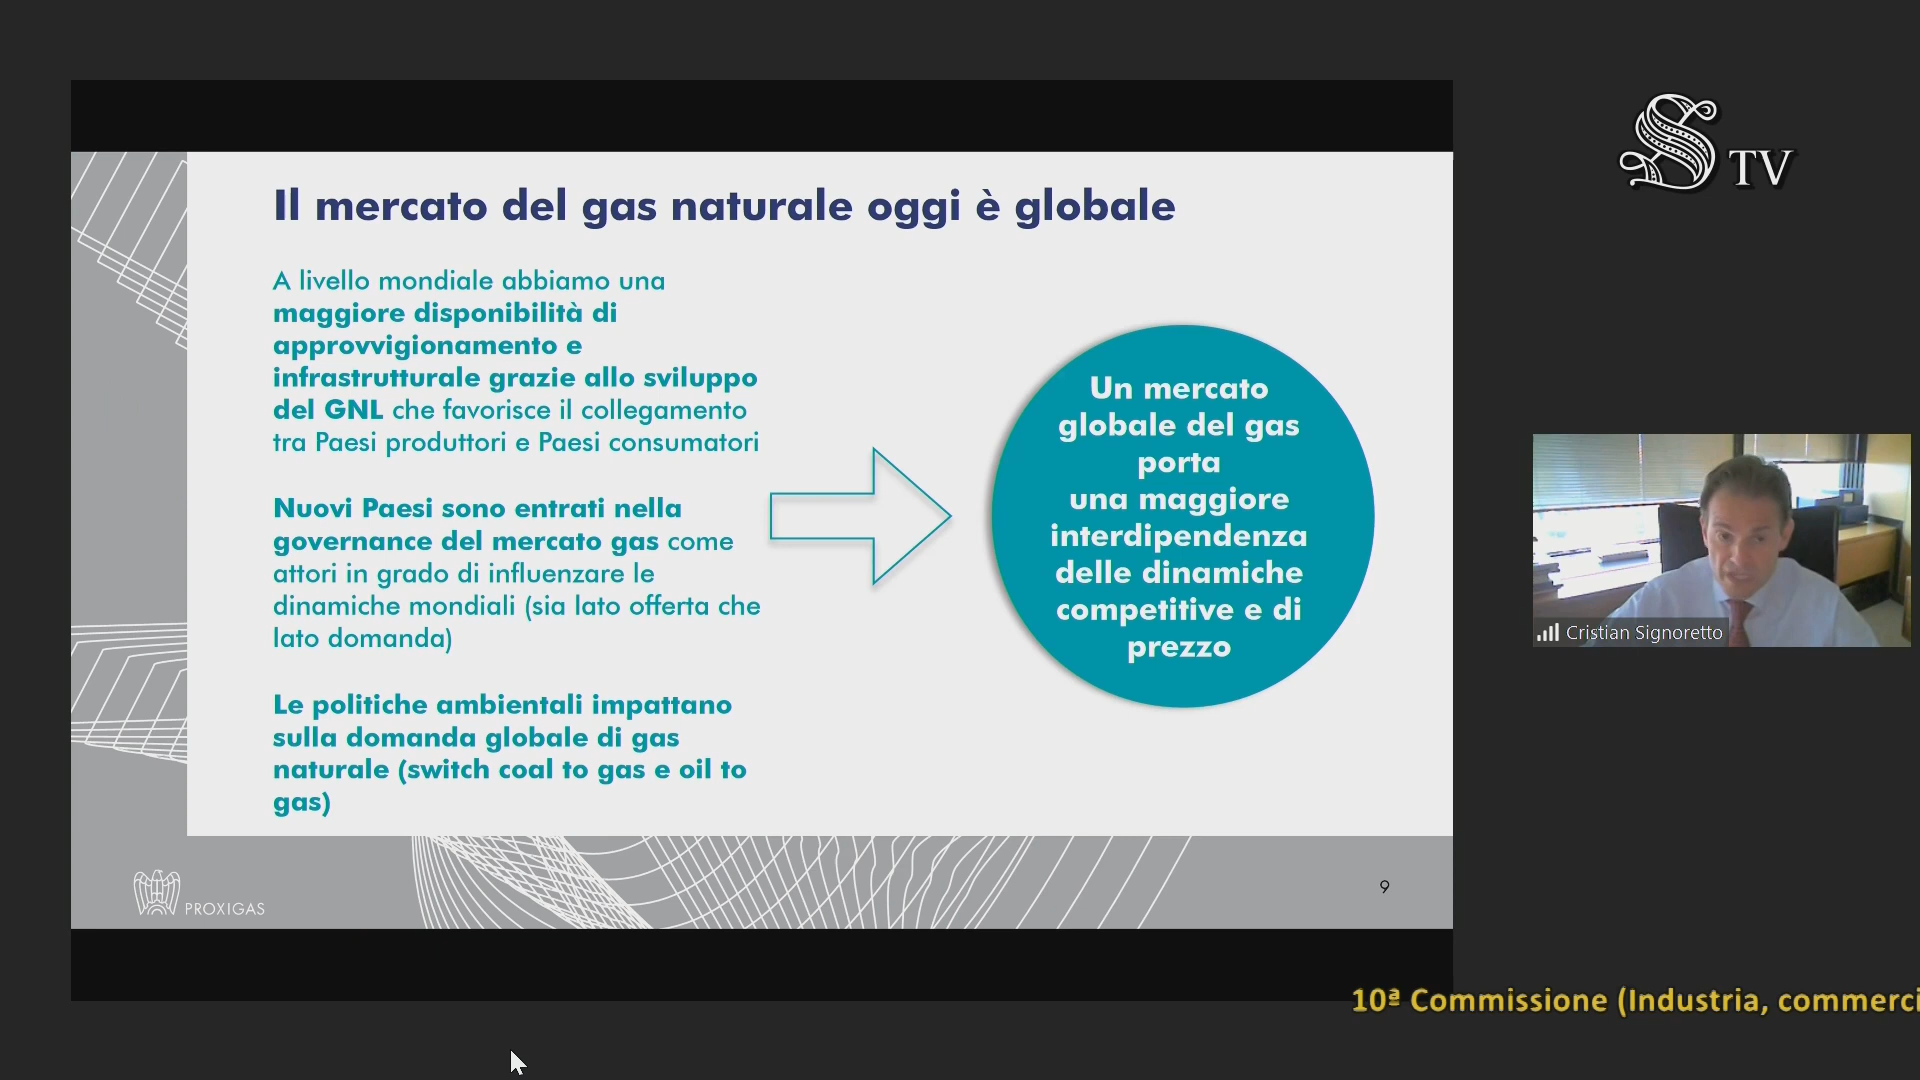 Il mercato del gas naturale oggi è globale
A livello mondiale abbiamo una
maggiore disponibilità di
approvvigionamento e
infrastrutturale grazie allo sviluppo
del GNL che favorisce il collegamento
tra Paesi produttori e Paesi consumatori
Nuovi Paesi sono entrati nella
governance del mercato gas come
attori in grado di influenzare le
dinamiche mondiali (sia lato offerta che
lato domanda)
Le politiche ambientali impattano
sulla domanda globale di gas
naturale (switch coal to gas e oil to
gas)
Un mercato
globale del gas
porta
una maggiore
interdipendenza
delle dinamiche
competitive e di
prezzo
PROXIGAS
9
S TV
Cristian Signoretto
10ª Commissione (Industria, commerci